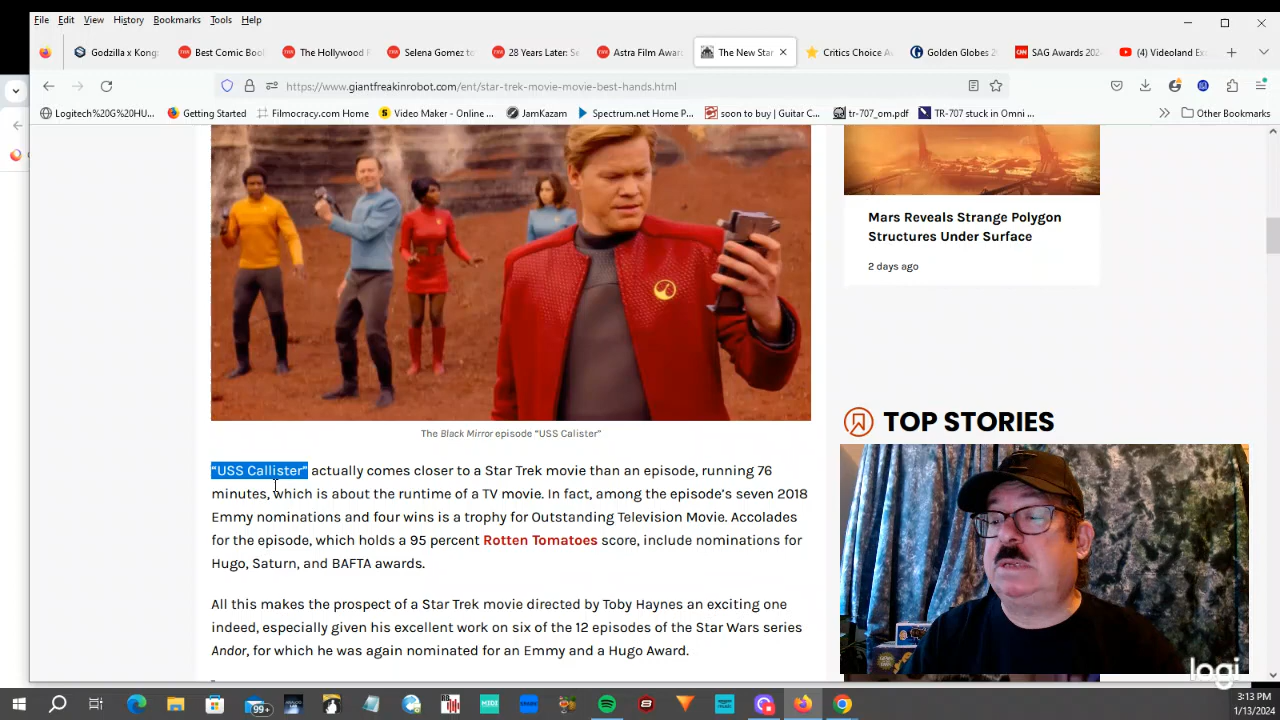 File Edit View History Bookmarks Tools Help
Godzilla x Kong:
Best Comic Boo
The Hollywood R
Selena Gomez to
28 Years Later: Se
Astra Film Award
The New Star
Critics Choice A
Golden Globes 2
SAG Awards 202
(4) Videoland Exc
https://www.giantfreakinrobot.com/ent/star-trek-movie-movie-best-hands.html
Logitech%20G%20HU... Getting Started Filmocracy.com Home Video Maker - Online ... JamKazam Spectrum.net Home P... soon to buy | Guitar C... tr-707_om.pdf TR-707 stuck in Omni ... Other Bookmarks
The Black Mirror episode “USS Calister”
“USS Callister” actually comes closer to a Star Trek movie than an episode, running 76
minutes, which is about the runtime of a TV movie. In fact, among the episode’s seven 2018
Emmy nominations and four wins is a trophy for Outstanding Television Movie. Accolades
for the episode, which holds a 95 percent Rotten Tomatoes score, include nominations for
Hugo, Saturn, and BAFTA awards.
All this makes the prospect of a Star Trek movie directed by Toby Haynes an exciting one
indeed, especially given his excellent work on six of the 12 episodes of the Star Wars series
Andor, for which he was again nominated for an Emmy and a Hugo Award.
Mars Reveals Strange Polygon
Structures Under Surface
2 days ago
TOP STORIES
logi
99+
MIDI
3:13 PM
1/13/2024